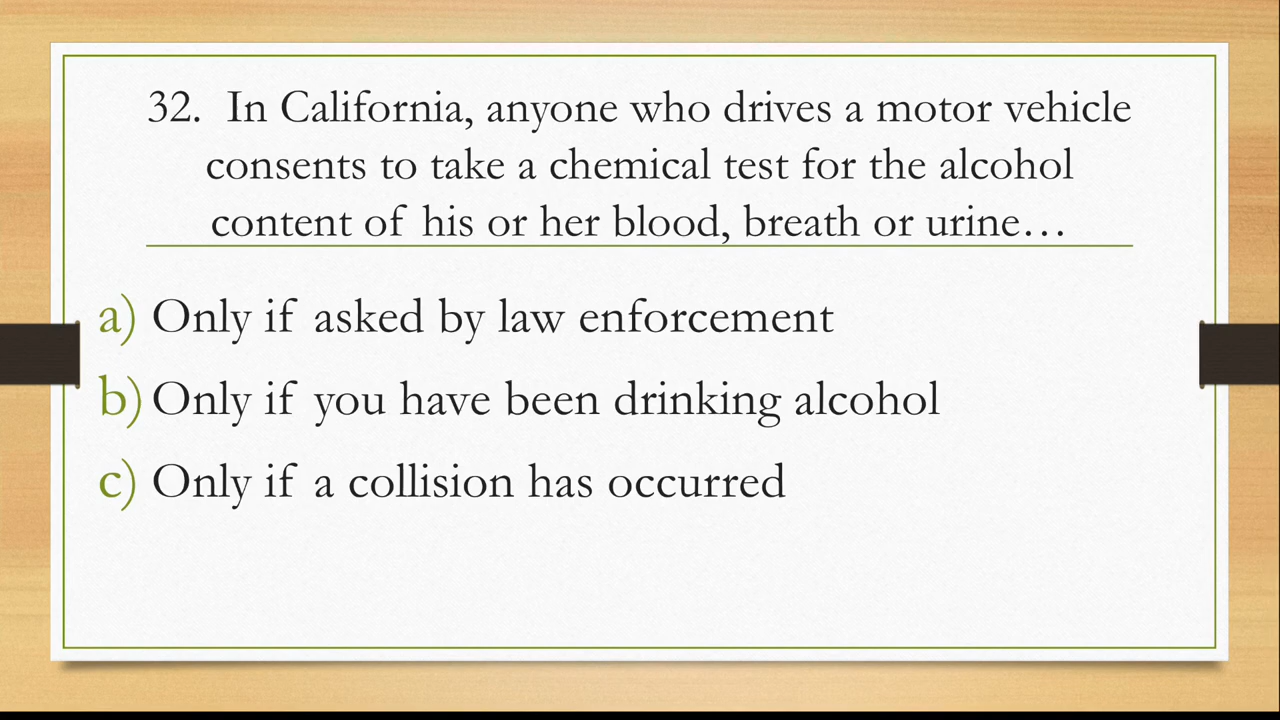 32. In California, anyone who drives a motor vehicle
consents to take a chemical test for the alcohol
content of his or her blood, breath or urine…
a) Only if asked by law enforcement
b) Only if you have been drinking alcohol
c) Only if a collision has occurred